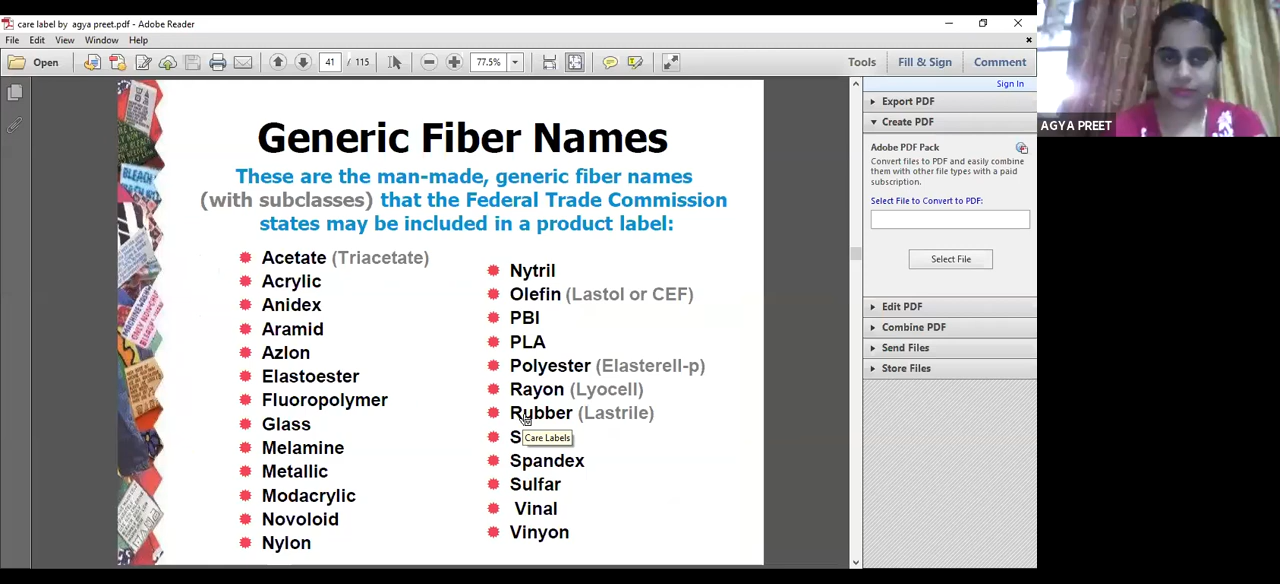 care label by agya preet.pdf - Adobe Reader
File Edit View Window Help
Open 41 / 115 77.5% Tools Fill & Sign Comment
Sign In
Generic Fiber Names
These are the man-made, generic fiber names
(with subclasses) that the Federal Trade Commission
states may be included in a product label:
Acetate (Triacetate)
Acrylic
Anidex
Aramid
Azlon
Elastoester
Fluoropolymer
Glass
Melamine
Metallic
Modacrylic
Novoloid
Nylon
Nytril
Olefin (Lastol or CEF)
PBI
PLA
Polyester (Elasterell-p)
Rayon (Lyocell)
Rubber (Lastrile)
S
Care Labels
Spandex
Sulfar
Vinal
Vinyon
BLEACH
Export PDF
Create PDF
Adobe PDF Pack
Convert files to PDF and easily combine
them with other file types with a paid
subscription.
Select File to Convert to PDF:
Select File
Edit PDF
Combine PDF
Send Files
Store Files
AGYA PREET